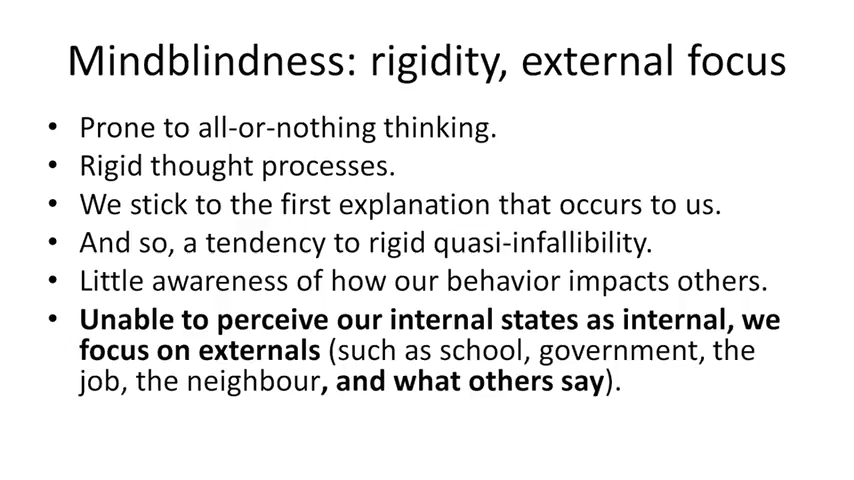 Mindblindness: rigidity, external focus
• Prone to all-or-nothing thinking.
• Rigid thought processes.
• We stick to the first explanation that occurs to us.
• And so, a tendency to rigid quasi-infallibility.
• Little awareness of how our behavior impacts others.
• Unable to perceive our internal states as internal, we
focus on externals (such as school, government, the
job, the neighbour, and what others say).